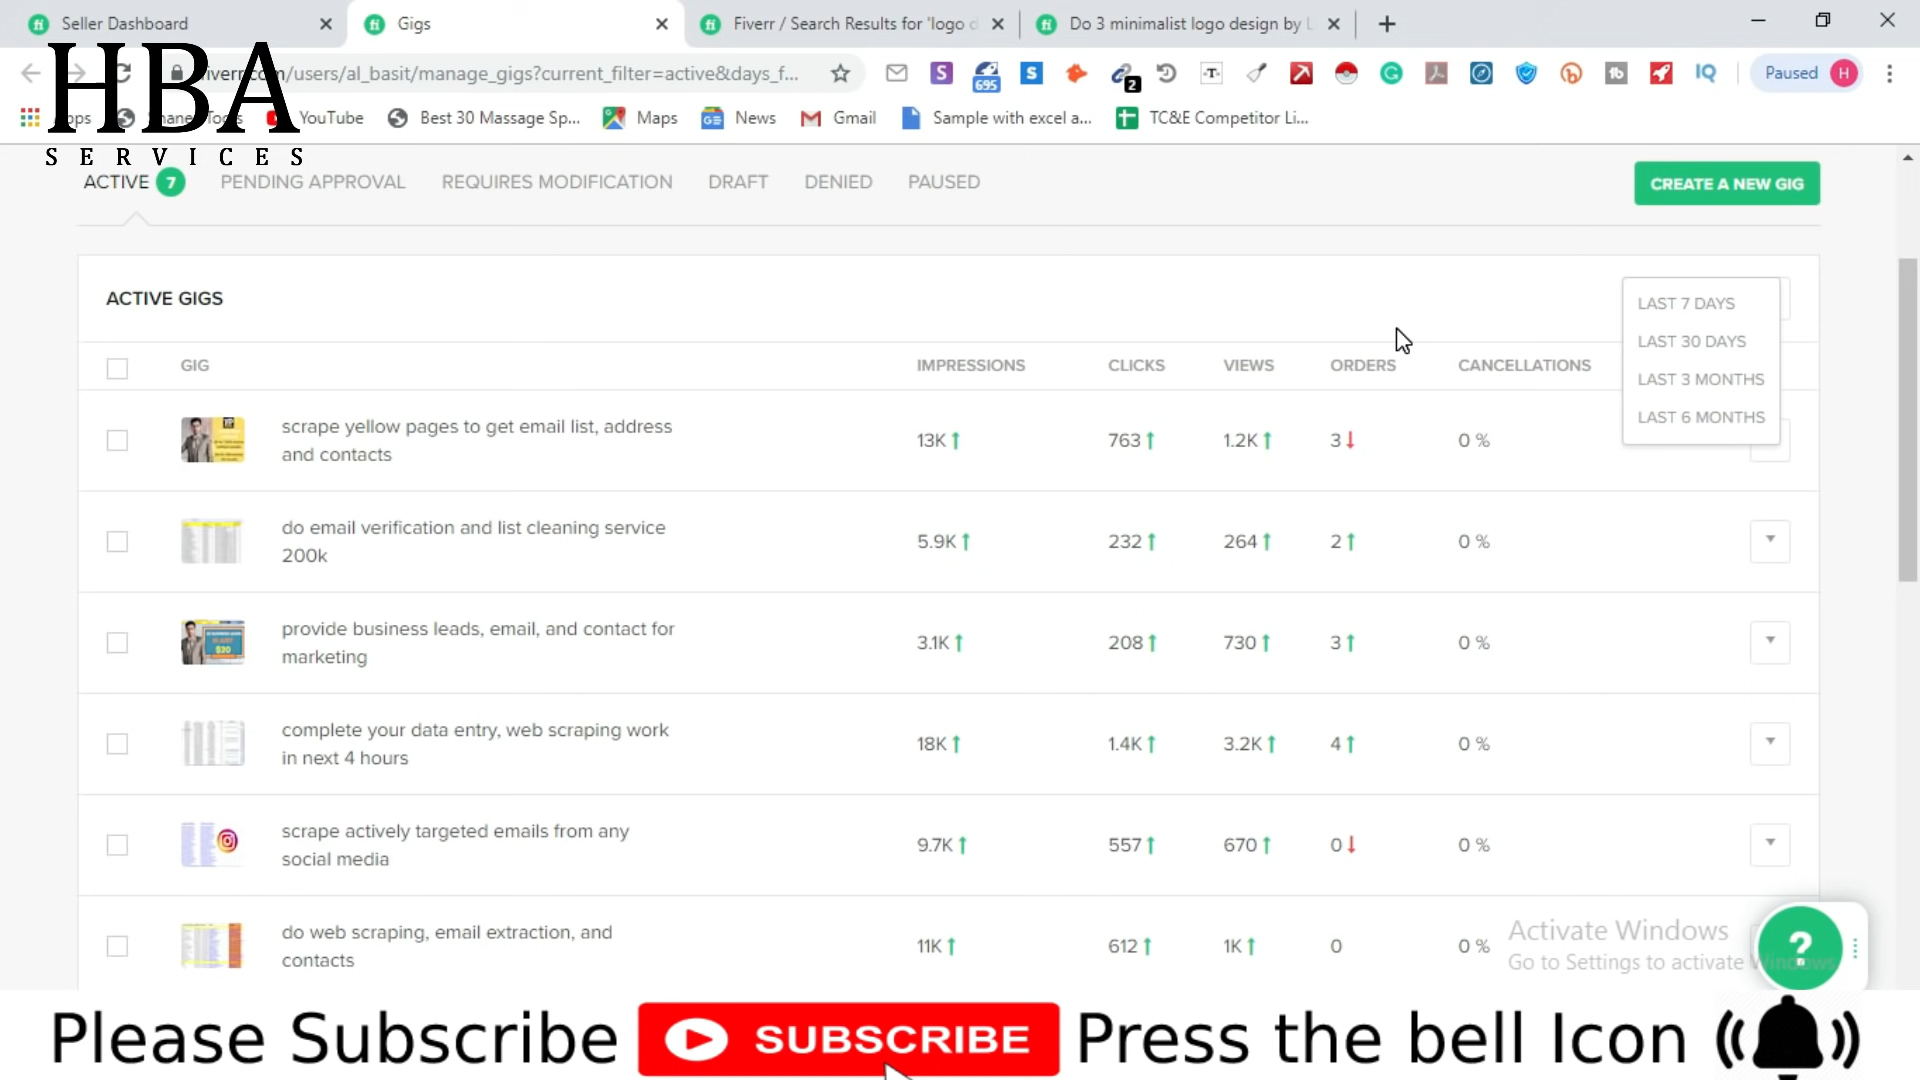 Seller Dashboard
Gigs
Fiverr / Search Results for 'logo d
Do 3 minimalist logo design by L
HBA
SERVICES
/users/al_basit/manage_gigs?current_filter=active&days_f...
695
2
Paused
H
YouTube
Best 30 Massage Sp...
Maps
News
Gmail
Sample with excel a...
TC&E Competitor Li...
ACTIVE 7
PENDING APPROVAL
REQUIRES MODIFICATION
DRAFT
DENIED
PAUSED
CREATE A NEW GIG
ACTIVE GIGS
LAST 7 DAYS
LAST 30 DAYS
LAST 3 MONTHS
LAST 6 MONTHS
GIG IMPRESSIONS CLICKS VIEWS ORDERS CANCELLATIONS
scrape yellow pages to get email list, address
and contacts
13K 763 1.2K 3 0 %
do email verification and list cleaning service
200k
5.9K 232 264 2 0 %
provide business leads, email, and contact for
marketing
3.1K 208 730 3 0 %
complete your data entry, web scraping work
in next 4 hours
18K 1.4K 3.2K 4 0 %
scrape actively targeted emails from any
social media
9.7K 557 670 0 0 %
do web scraping, email extraction, and
contacts
11K 612 1K 0 0 %
Activate Windows
Go to Settings to activate Windows.
?
Please Subscribe SUBSCRIBE Press the bell Icon